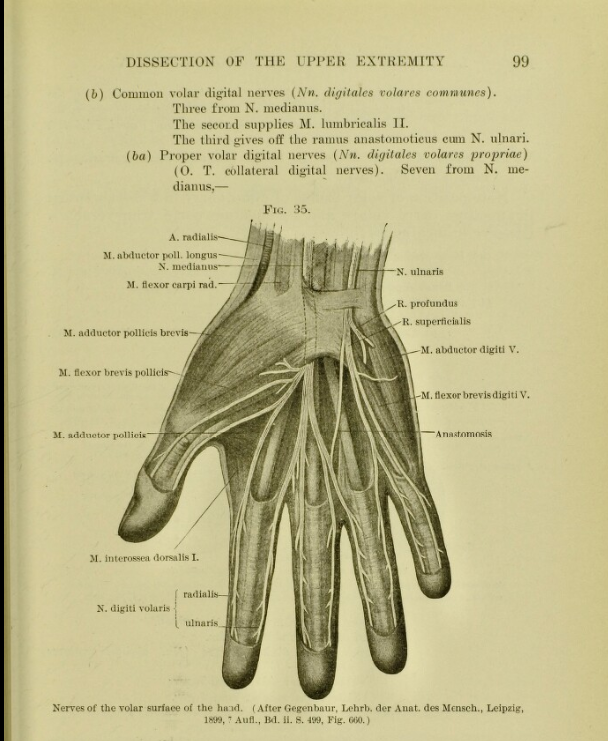 DISSECTION OF THE UPPER EXTREMITY 99
(b) Common volar digital nerves (Nn. digitales volares communes).
Three from N. medianus.
The second supplies M. lumbricalis II.
The third gives off the ramus anastomoticus cum N. ulnari.
(ba) Proper volar digital nerves (Nn. digitales volares propriae)
(O. T. collateral digital nerves). Seven from N. me-
dianus,—
FIG. 35.
A. radialis
M. abductor poll. longus
N. medianus
M. flexor carpi rad.
N. ulnaris
R. profundus
R. superficialis
M. adductor pollicis brevis
M. abductor digiti V.
M. flexor brevis pollicis
M. flexor brevis digiti V.
M. adductor pollicis
Anastomosis
M. interossea dorsalis I.
radialis
N. digiti volaris
ulnaris
Nerves of the volar surface of the hand. (After Gegenbaur, Lehrb. der Anat. des Mensch., Leipzig,
1899, 7 Aufl., Bd. ii. S. 499, Fig. 660.)